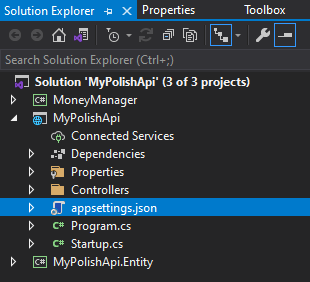 Solution Explorer Properties Toolbox
Search Solution Explorer (Ctrl+;)
Solution 'MyPolishApi' (3 of 3 projects)
C# MoneyManager
MyPolishApi
Connected Services
Dependencies
Properties
Controllers
appsettings.json
C# Program.cs
C# Startup.cs
C# MyPolishApi.Entity